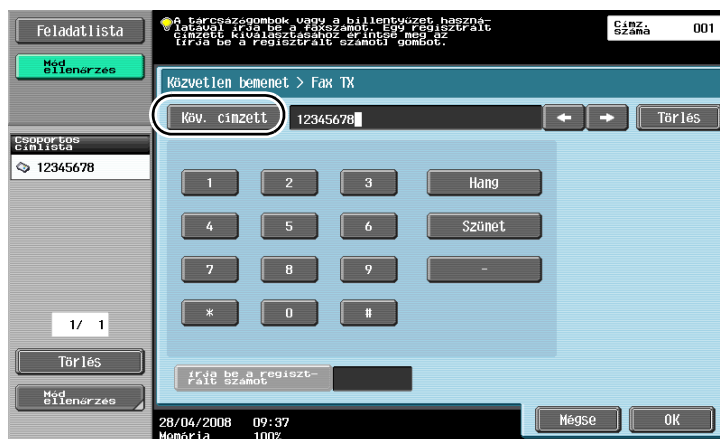 Feladatlista
A tárcsázógombok vagy a billentyűzet haszná-
latával írja be a faxszámot. Egy regisztrált
címzett kiválasztásához érintse meg az
[írja be a regisztrált számot] gombot.
Címz.
száma
001
Mód
ellenőrzés
Közvetlen bemenet > Fax TX
Köv. címzett
12345678
Törlés
Csoportos
címlista
12345678
1 2 3 Hang
4 5 6 Szünet
7 8 9 -
* 0 #
1/ 1
Törlés
írja be a regiszt-
rált számot
Mód
ellenőrzés
Mégse
OK
28/04/2008 09:37
Memória 100%